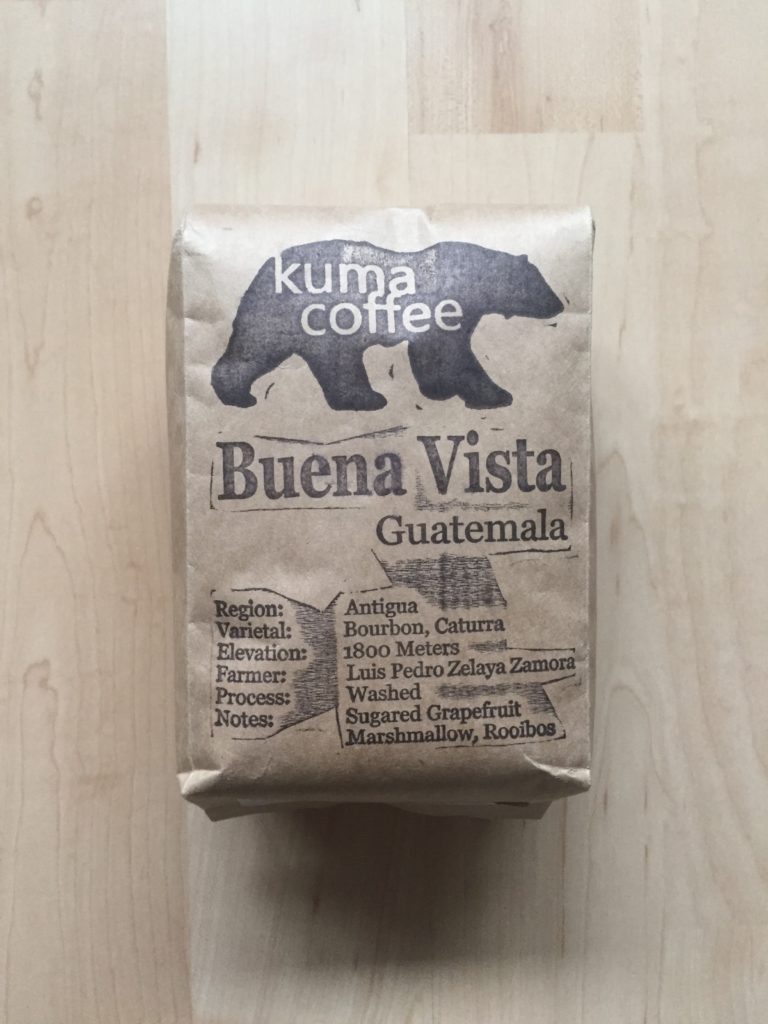 kuma
coffee
Buena Vista
Guatemala
Region: Antigua
Varietal: Bourbon, Caturra
Elevation: 1800 Meters
Farmer: Luis Pedro Zelaya Zamora
Process: Washed
Notes: Sugared Grapefruit
Marshmallow, Rooibos